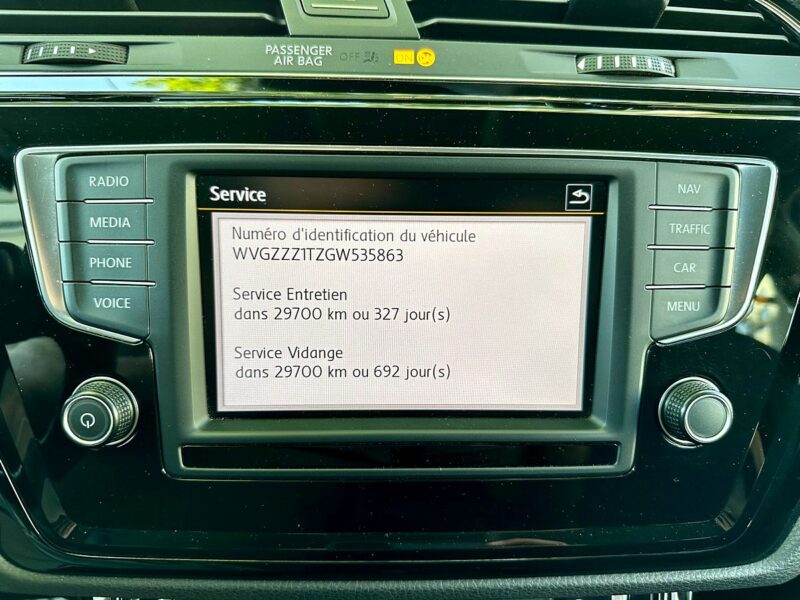 PASSENGER
AIR BAG OFF ON
RADIO
MEDIA
PHONE
VOICE
Service
Numéro d'identification du véhicule
WVGZZZ1TZGW535863
Service Entretien
dans 29700 km ou 327 jour(s)
Service Vidange
dans 29700 km ou 692 jour(s)
NAV
TRAFFIC
CAR
MENU